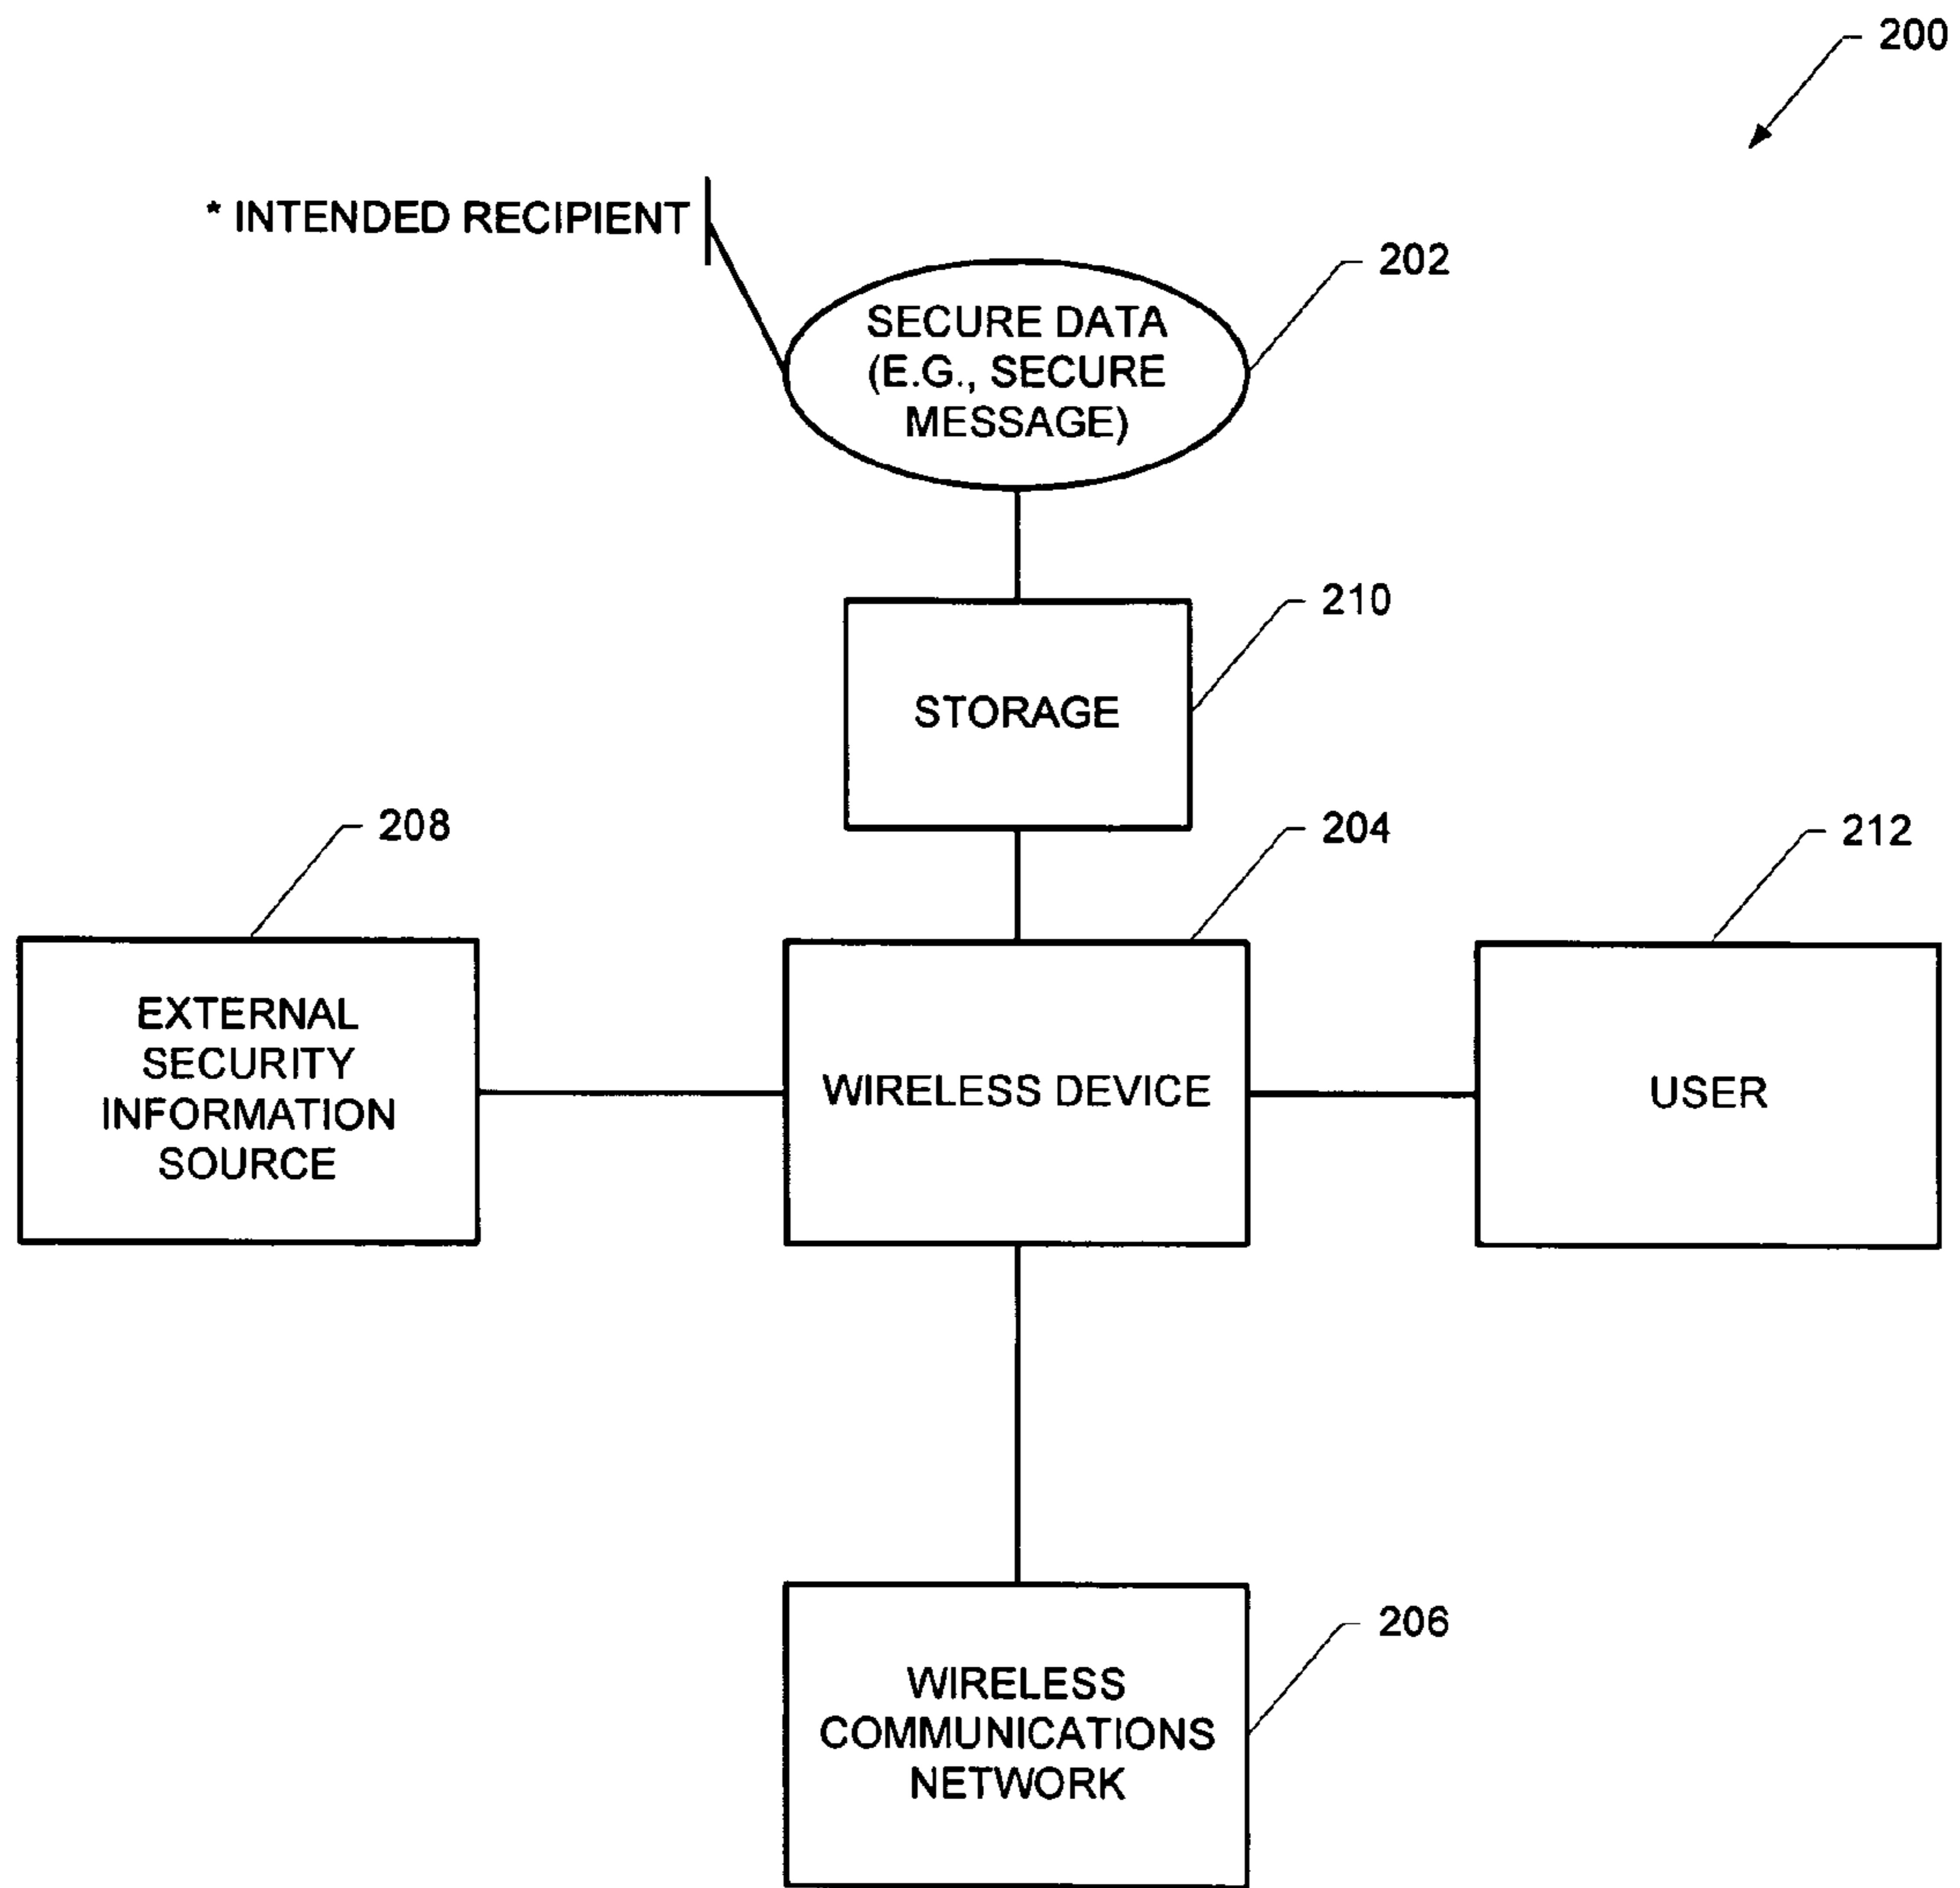 200
* INTENDED RECIPIENT
202
SECURE DATA
(E.G., SECURE
MESSAGE)
210
STORAGE
208
204
212
EXTERNAL
SECURITY
INFORMATION
SOURCE
WIRELESS DEVICE
USER
206
WIRELESS
COMMUNICATIONS
NETWORK